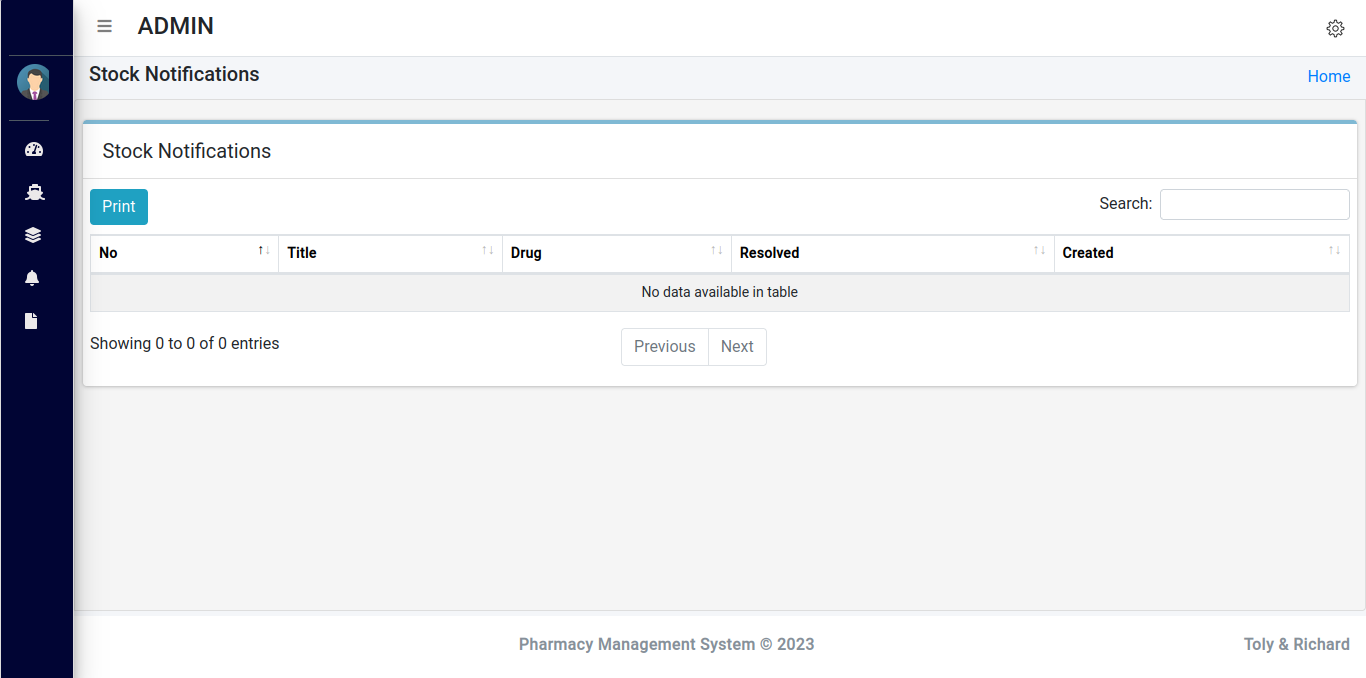 ADMIN
Stock Notifications
Home
Stock Notifications
Print
Search:
No Title Drug Resolved Created
No data available in table
Showing 0 to 0 of 0 entries
Previous Next
Pharmacy Management System © 2023
Toly & Richard